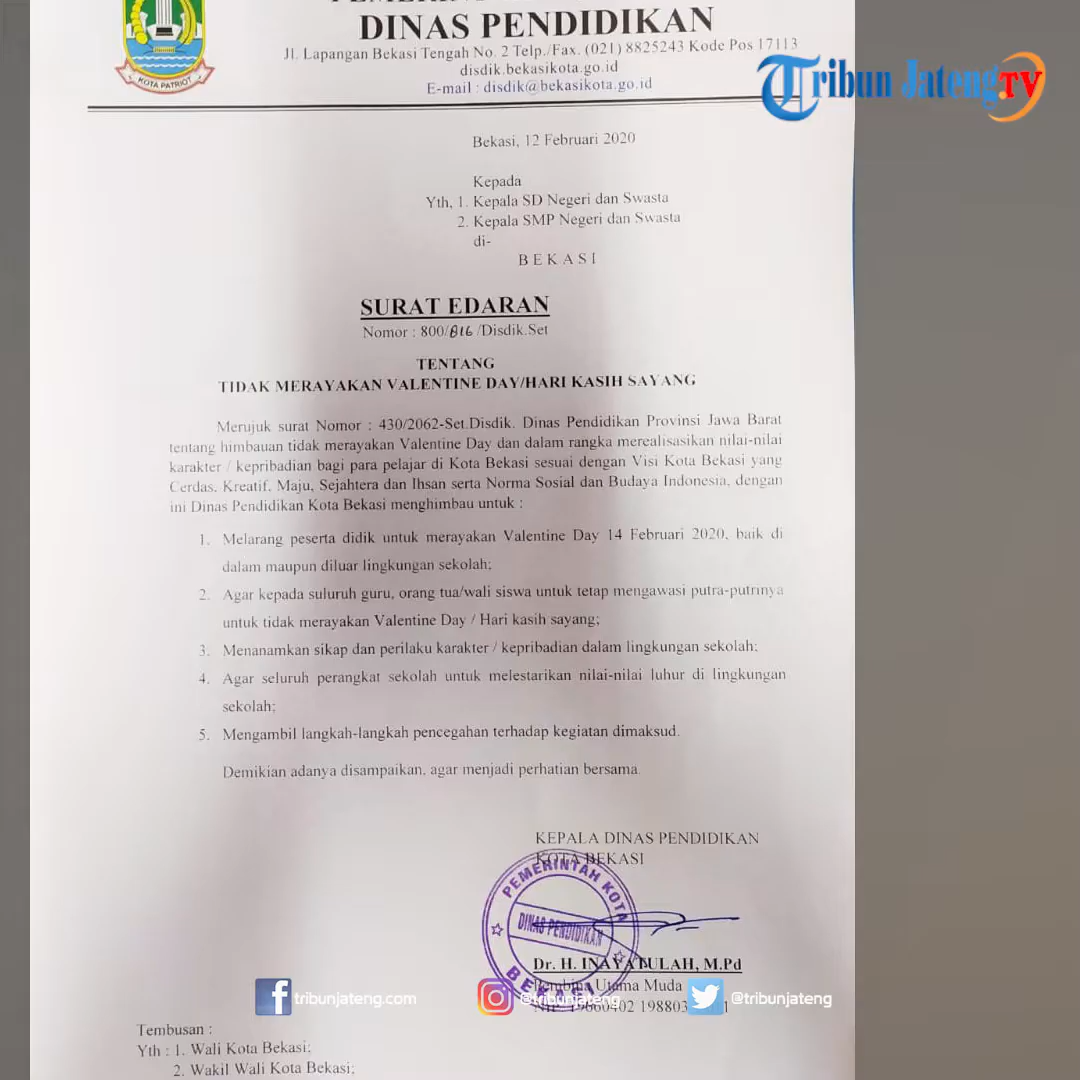 DINAS PENDIDIKAN
Jl. Lapangan Bekasi Tengah No. 2 Telp./Fax. (021) 8825243 Kode Pos 17113
disdik.bekasikota.go.id
E-mail : disdik@bekasikota.go.id
KOTA PATRIOT
Tribun Jateng.TV
Bekasi, 12 Februari 2020
Kepada
Yth, 1. Kepala SD Negeri dan Swasta
2. Kepala SMP Negeri dan Swasta
di-
B E K A S I
SURAT EDARAN
Nomor : 800/816 /Disdik.Set
TENTANG
TIDAK MERAYAKAN VALENTINE DAY/HARI KASIH SAYANG
Merujuk surat Nomor : 430/2062-Set.Disdik. Dinas Pendidikan Provinsi Jawa Barat
tentang himbauan tidak merayakan Valentine Day dan dalam rangka merealisasikan nilai-nilai
karakter / kepribadian bagi para pelajar di Kota Bekasi sesuai dengan Visi Kota Bekasi yang
Cerdas, Kreatif, Maju, Sejahtera dan Ihsan serta Norma Sosial dan Budaya Indonesia, dengan
ini Dinas Pendidikan Kota Bekasi menghimbau untuk :
1. Melarang peserta didik untuk merayakan Valentine Day 14 Februari 2020, baik di
dalam maupun diluar lingkungan sekolah;
2. Agar kepada suluruh guru, orang tua/wali siswa untuk tetap mengawasi putra-putrinya
untuk tidak merayakan Valentine Day / Hari kasih sayang;
3. Menanamkan sikap dan perilaku karakter / kepribadian dalam lingkungan sekolah;
4. Agar seluruh perangkat sekolah untuk melestarikan nilai-nilai luhur di lingkungan
sekolah;
5. Mengambil langkah-langkah pencegahan terhadap kegiatan dimaksud.
Demikian adanya disampaikan, agar menjadi perhatian bersama.
KEPALA DINAS PENDIDIKAN
KOTA BEKASI
PEMERINTAH KOTA
DINAS PENDIDIKAN
BEKASI
Dr. H. INAYATULAH, M.Pd
Pembina Utama Muda
NIP. 19660402 198803
tribunjateng.com
@tribunjateng
@tribunjateng
Tembusan :
Yth : 1. Wali Kota Bekasi;
2. Wakil Wali Kota Bekasi;